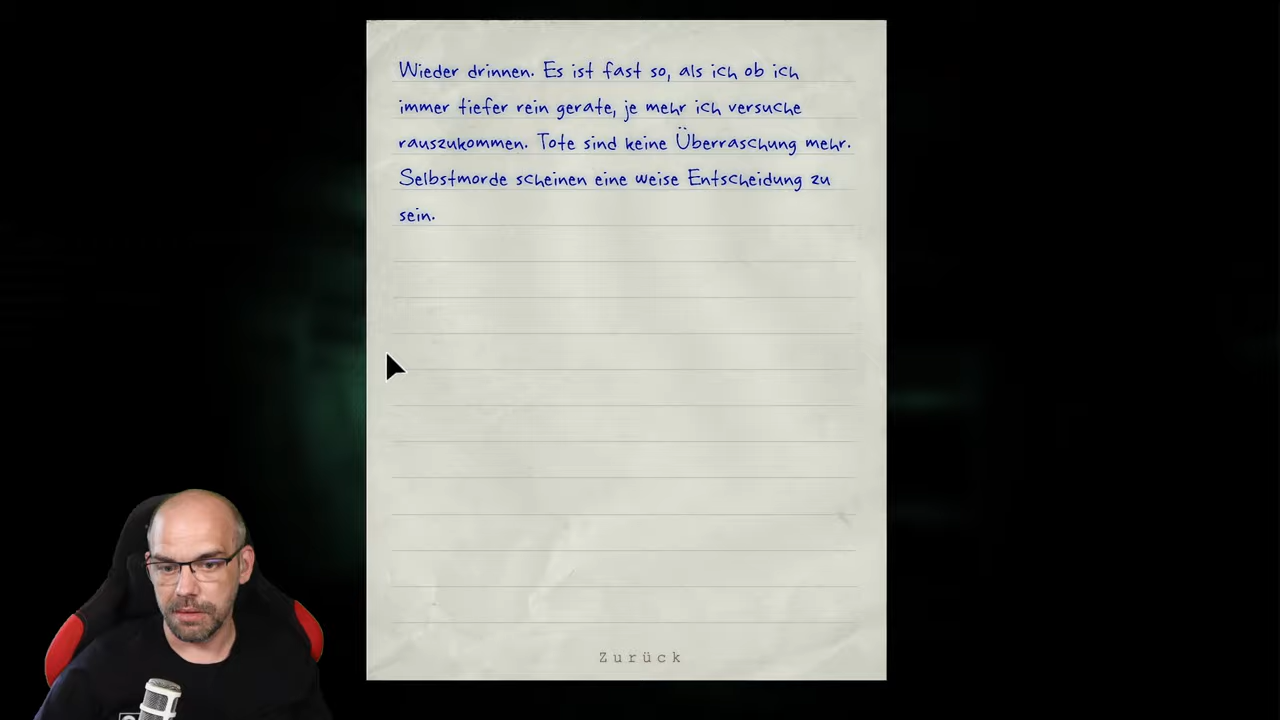 Wieder drinnen. Es ist fast so, als ich ob ich
immer tiefer rein gerate, je mehr ich versuche
rauszukommen. Tote sind keine Überraschung mehr.
Selbstmorde scheinen eine weise Entscheidung zu
sein.
Zurück